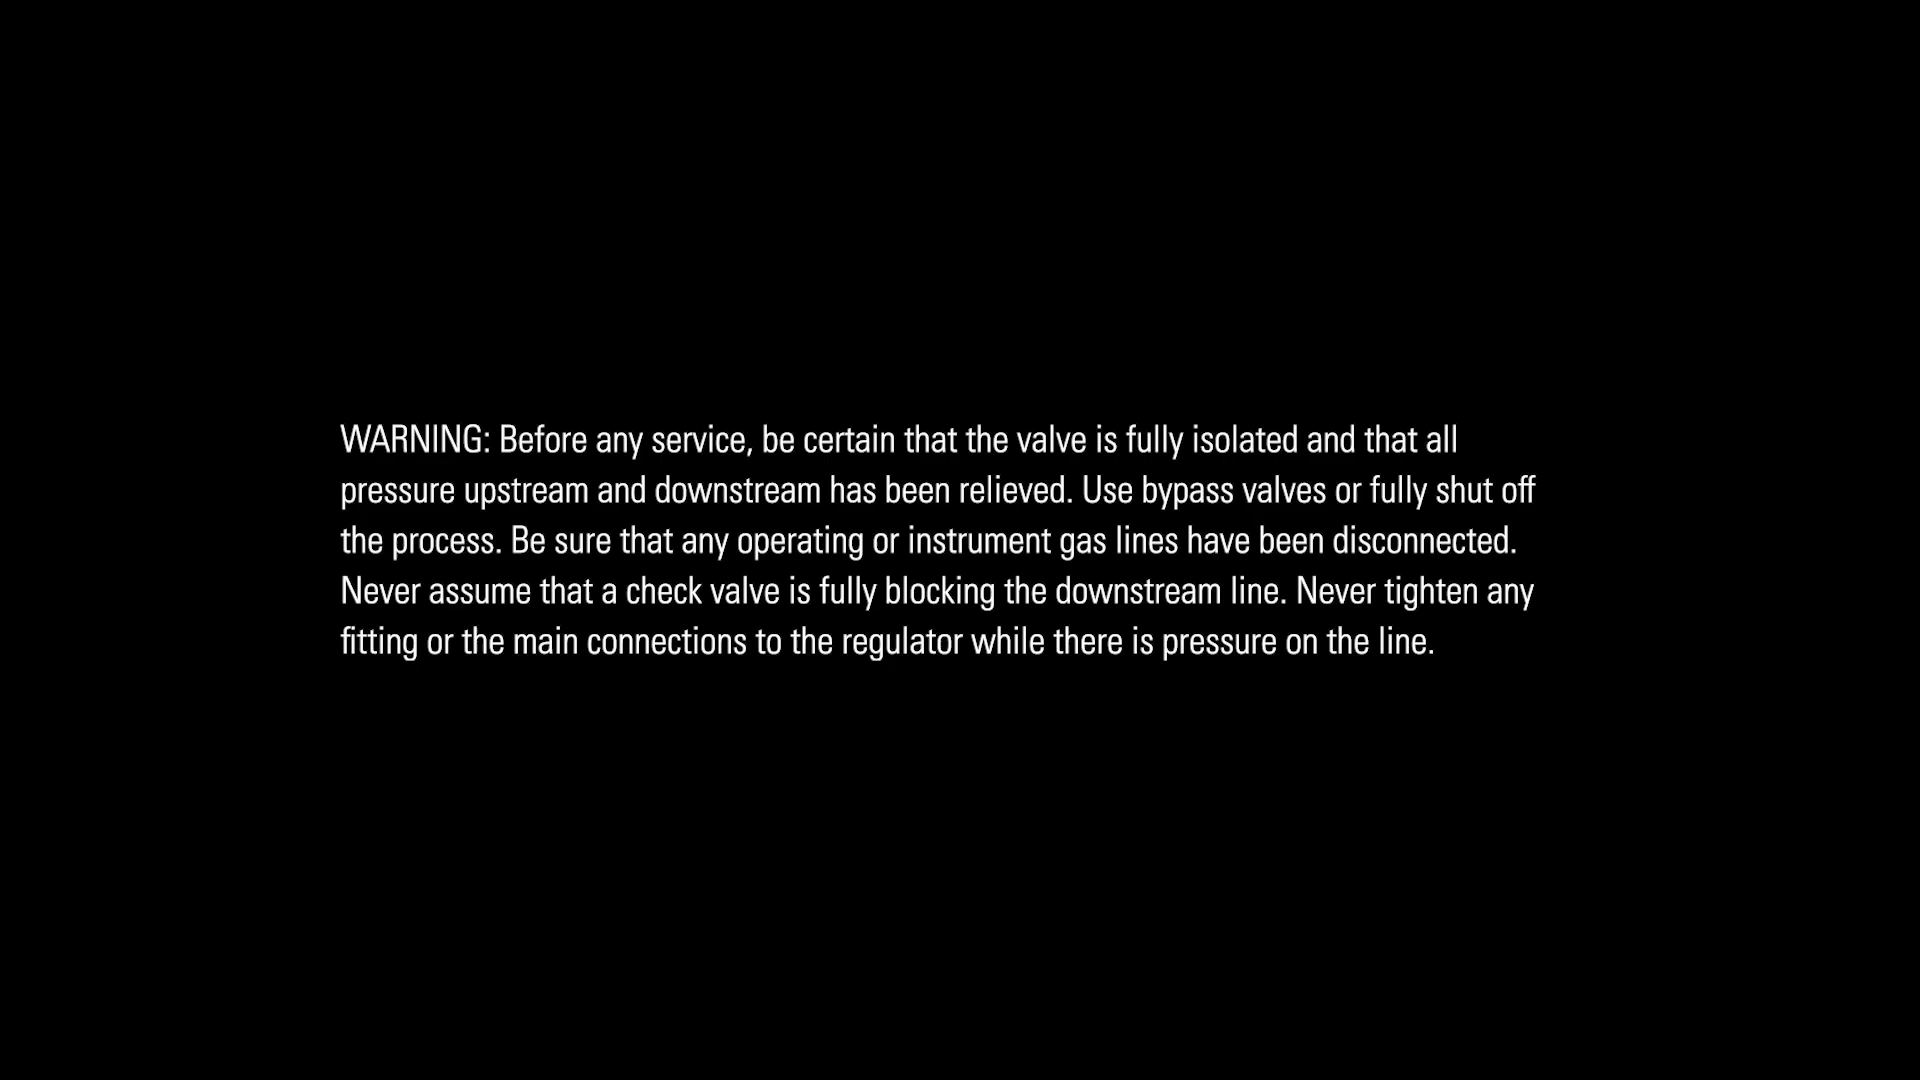 WARNING: Before any service, be certain that the valve is fully isolated and that all
pressure upstream and downstream has been relieved. Use bypass valves or fully shut off
the process. Be sure that any operating or instrument gas lines have been disconnected.
Never assume that a check valve is fully blocking the downstream line. Never tighten any
fitting or the main connections to the regulator while there is pressure on the line.